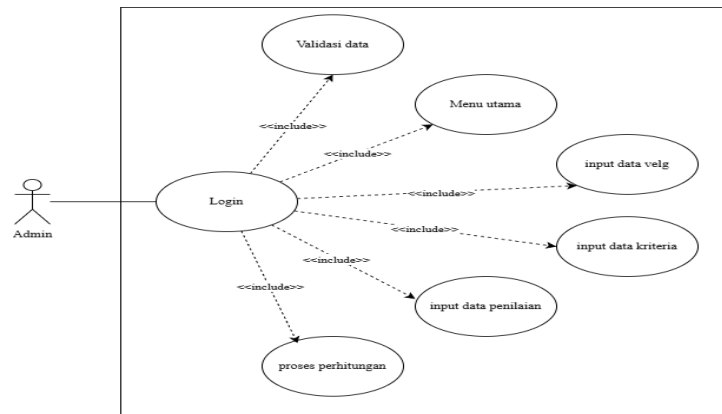 Validasi data
<<include>>
Menu utama
<<include>>
input data velg
<<include>>
Login
Admin
<<include>>
input data kriteria
<<include>>
input data penilaian
<<include>>
proses perhitungan